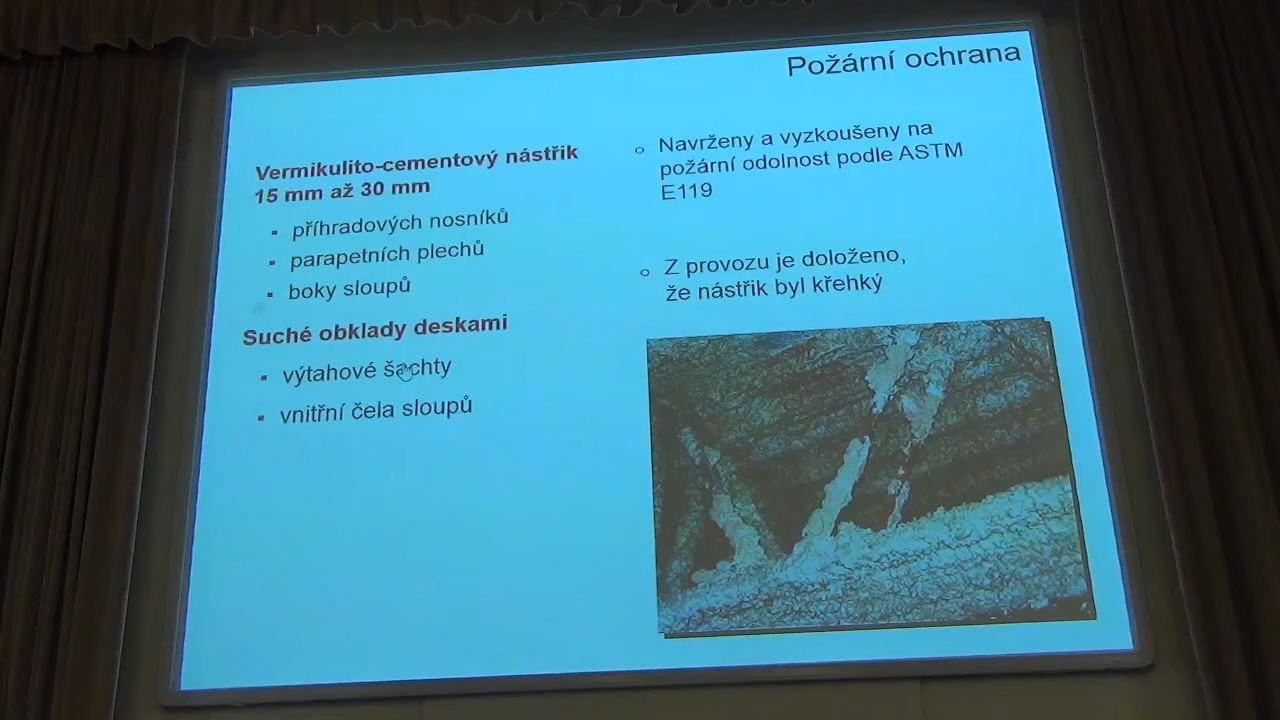 Požární ochrana
Vermikulito-cementový nástřik
15 mm až 30 mm
příhradových nosníků
parapetních plechů
boky sloupů
Suché obklady deskami
výtahové šachty
vnitřní čela sloupů
Navrženy a vyzkoušeny na
požární odolnost podle ASTM
E119
Z provozu je doloženo,
že nástřik byl křehký